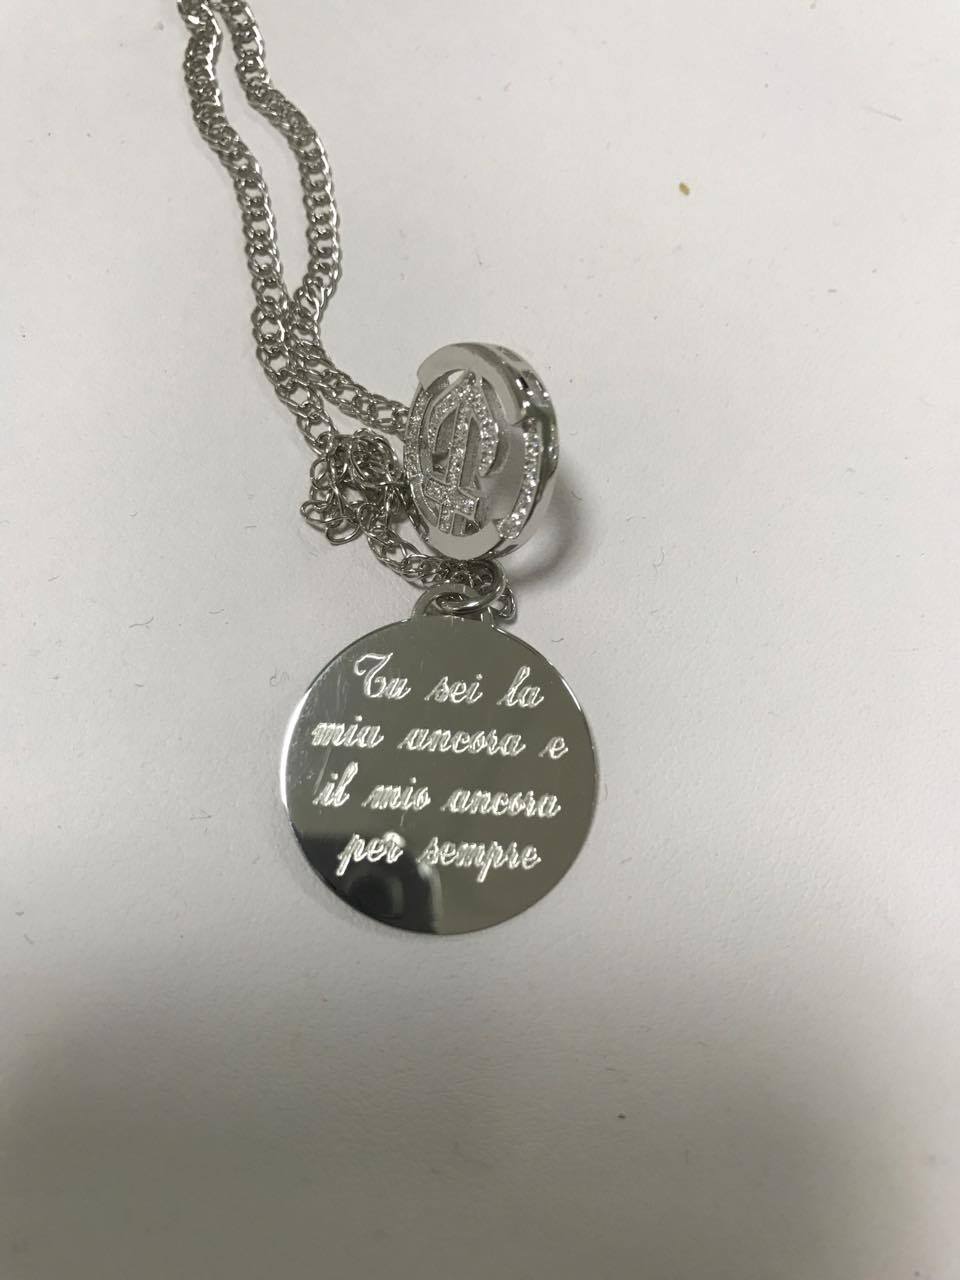 Tu sei la
mia ancora e
il mio ancora
per sempre